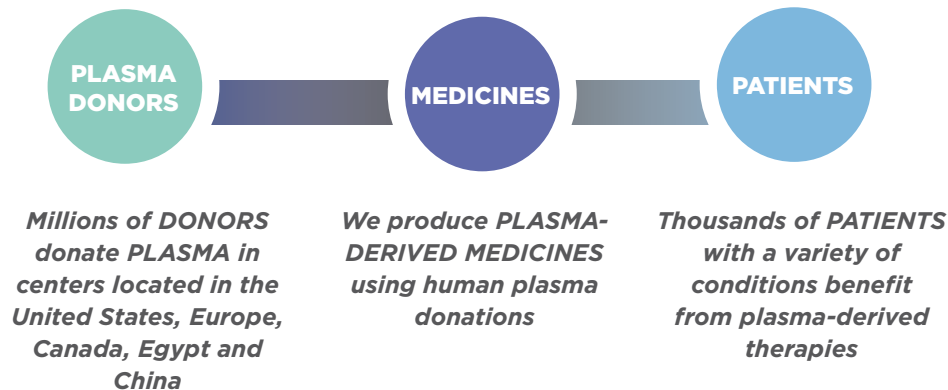 PLASMA
DONORS
MEDICINES
PATIENTS
Millions of DONORS
donate PLASMA in
centers located in the
United States, Europe,
Canada, Egypt and
China
We produce PLASMA-
DERIVED MEDICINES
using human plasma
donations
Thousands of PATIENTS
with a variety of
conditions benefit
from plasma-derived
therapies